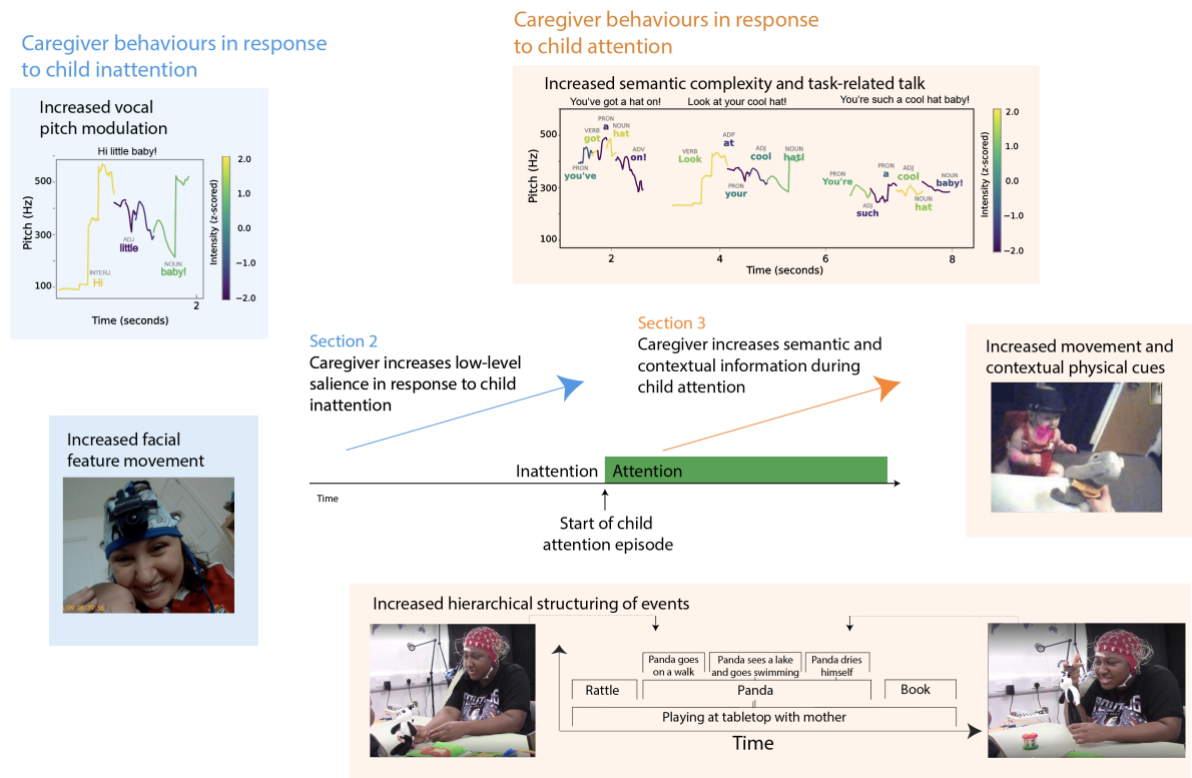 Caregiver behaviours in response
to child inattention
Increased vocal
pitch modulation
Hi little baby!
Pitch (Hz)
500
300
100
INTERJ
Hi
ADJ
little
NOUN
baby!
2
Time (seconds)
Intensity (z-scored)
2.0
1.0
0.0
−1.0
−2.0
Increased facial
feature movement
Caregiver behaviours in response
to child attention
Increased semantic complexity and task-related talk
You've got a hat on!
Look at your cool hat!
You're such a cool hat baby!
Pitch (Hz)
500
300
100
PRON
you've
VERB
got
PRON
a
NOUN
hat
ADV
on!
VERB
Look
ADP
at
PRON
your
ADJ
cool
NOUN
hat!
PRON
You're
ADJ
such
PRON
a
ADJ
cool
NOUN
hat
NOUN
baby!
2
4
6
8
Time (seconds)
Intensity (z-scored)
2.0
1.0
0.0
−1.0
−2.0
Section 2
Caregiver increases low-level
salience in response to child
inattention
Section 3
Caregiver increases semantic and
contextual information during
child attention
Inattention
Attention
Time
Start of child
attention episode
Increased movement and
contextual physical cues
Increased hierarchical structuring of events
Panda goes
on a walk
Panda sees a lake
and goes swimming
Panda dries
himself
Rattle
Panda
Book
Playing at tabletop with mother
Time